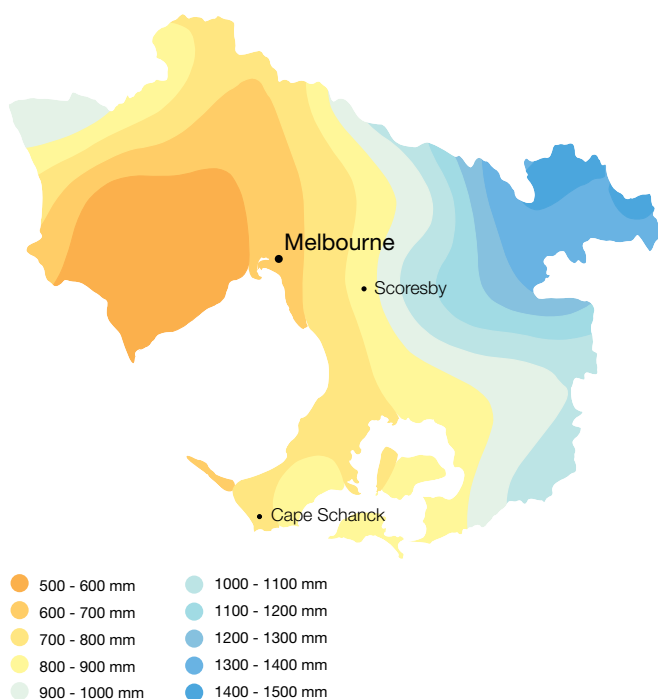 Melbourne
Scoresby
Cape Schanck
500 - 600 mm
600 - 700 mm
700 - 800 mm
800 - 900 mm
900 - 1000 mm
1000 - 1100 mm
1100 - 1200 mm
1200 - 1300 mm
1300 - 1400 mm
1400 - 1500 mm